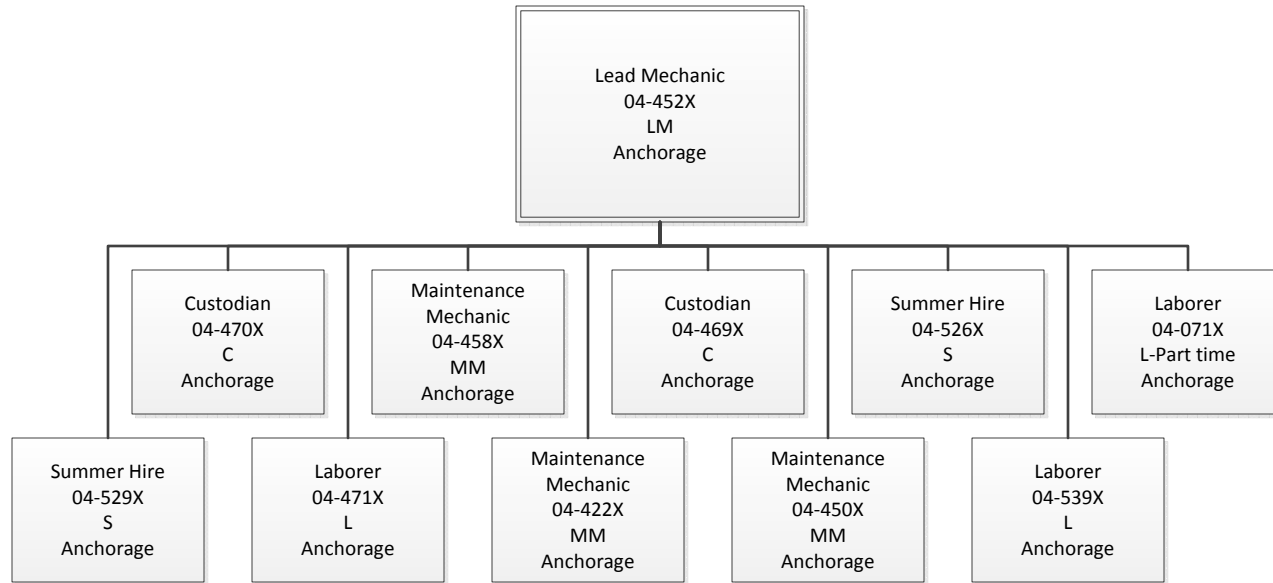 Lead Mechanic
04-452X
LM
Anchorage
Custodian
04-470X
C
Anchorage
Maintenance
Mechanic
04-458X
MM
Anchorage
Custodian
04-469X
C
Anchorage
Summer Hire
04-526X
S
Anchorage
Laborer
04-071X
L-Part time
Anchorage
Summer Hire
04-529X
S
Anchorage
Laborer
04-471X
L
Anchorage
Maintenance
Mechanic
04-422X
MM
Anchorage
Maintenance
Mechanic
04-450X
MM
Anchorage
Laborer
04-539X
L
Anchorage